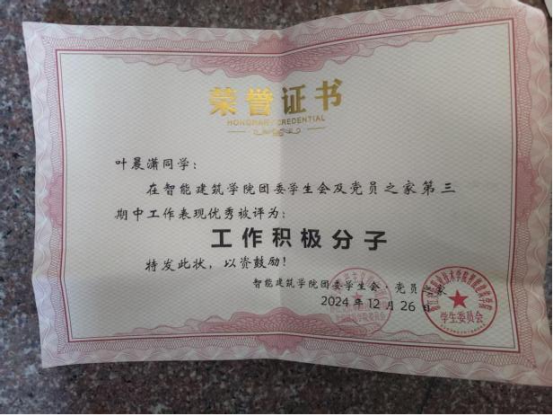 荣誉证书
HONORARY CREDENTIAL
叶晨潇同学：
在智能建筑学院团委学生会及党员之家第三
期中工作表现优秀被评为：
工作积极分子
特发此状，以资鼓励！
智能建筑学院团委学生会·党员之家
2024年12月26日
学生委员会